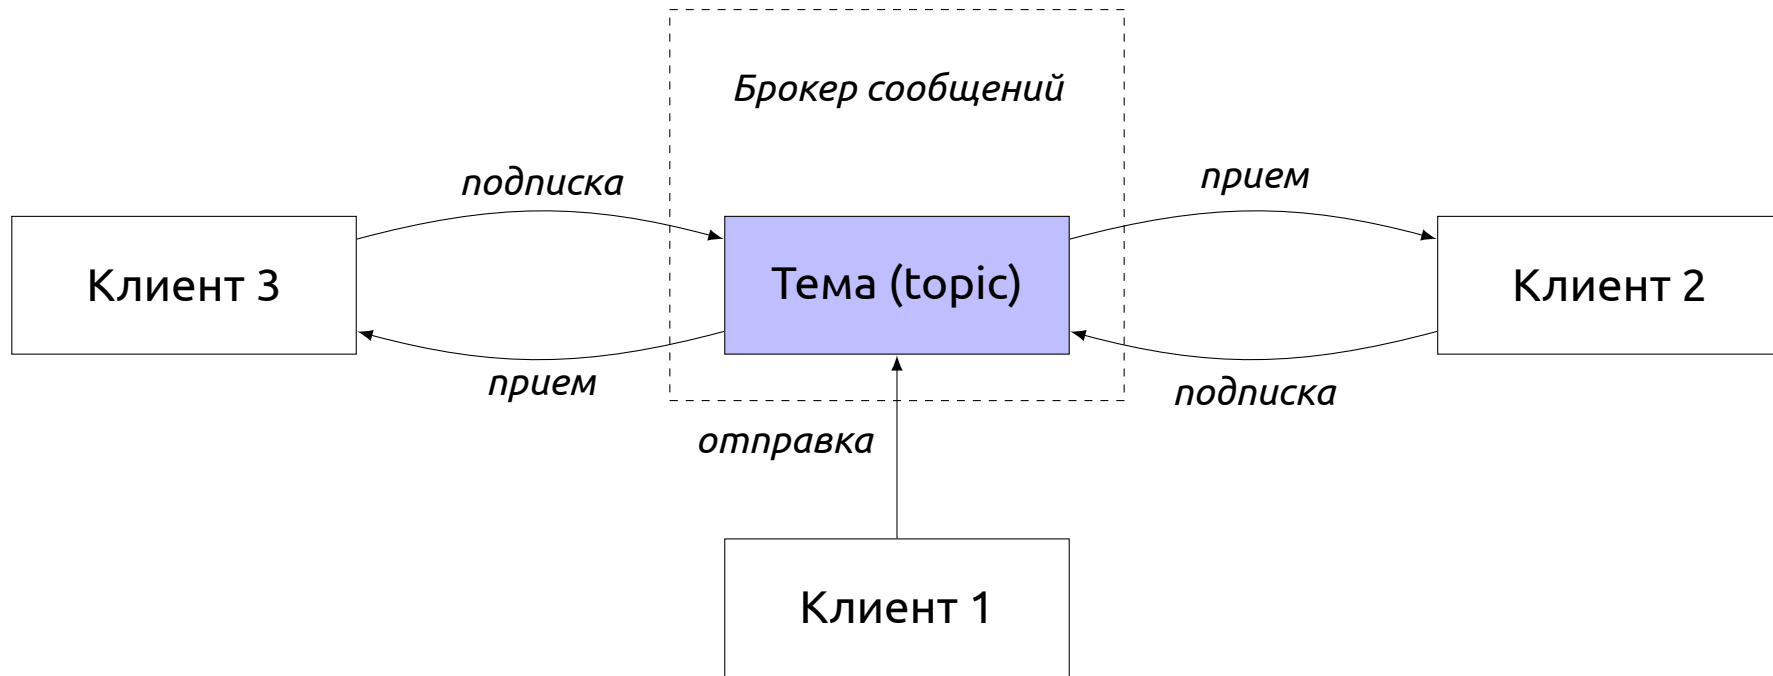 Брокер сообщений
подписка
прием
Клиент 3
Тема (topic)
Клиент 2
прием
подписка
отправка
Клиент 1